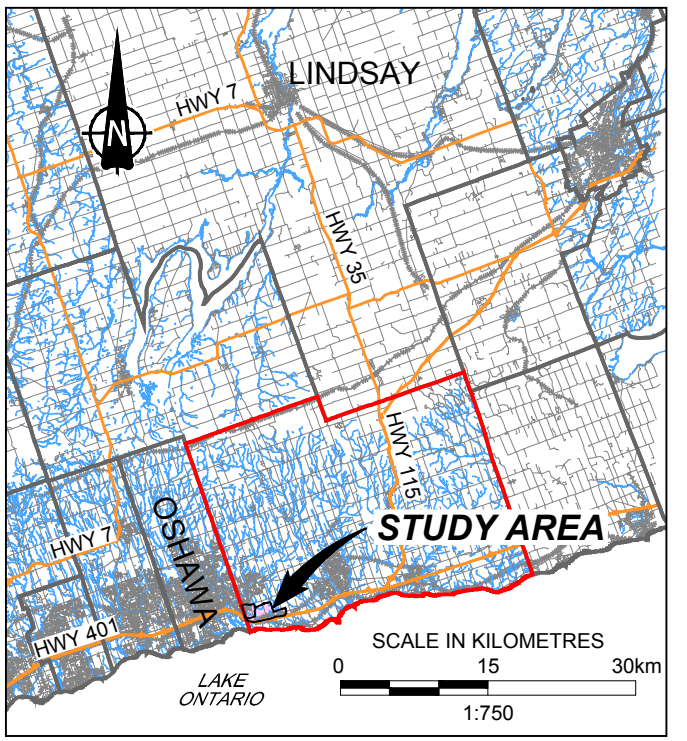 LINDSAY
HWY 7
N
HWY 35
HWY 115
OSHAWA
STUDY AREA
HWY 7
HWY 401
SCALE IN KILOMETRES
0 15 30km
1:750
LAKE
ONTARIO